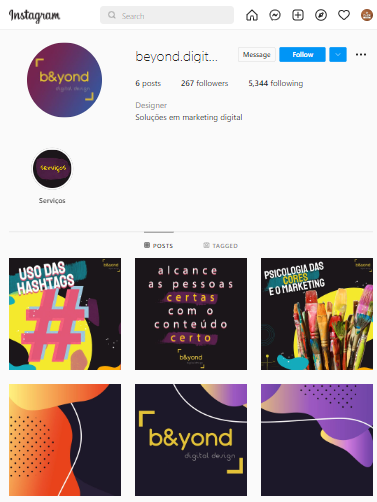 Instagram
Search
b&yond
digital design
beyond.digit...
Message
Follow
6 posts
267 followers
5,344 following
Designer
Soluções em marketing digital
serviços
Serviços
POSTS
TAGGED
USO DAS
HASHTAGS
#
b&yond
alcance
as pessoas
certas
com o
conteúdo
certo
b&yond
PSICOLOGIA DAS
CORES
E O MARKETING
b&yond
b&yond
digital design